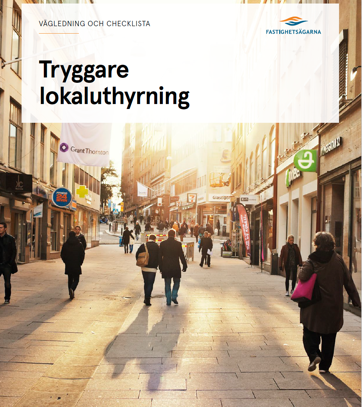 VÄGLEDNING OCH CHECKLISTA
FASTIGHETSÄGARNA
Tryggare
lokaluthyrning
Grant Thornton